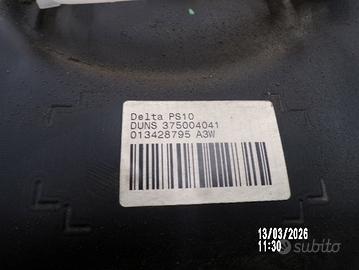 Delta PS10
DUNS 375004041
013428795 A3W
13/03/2026
11:30
subito